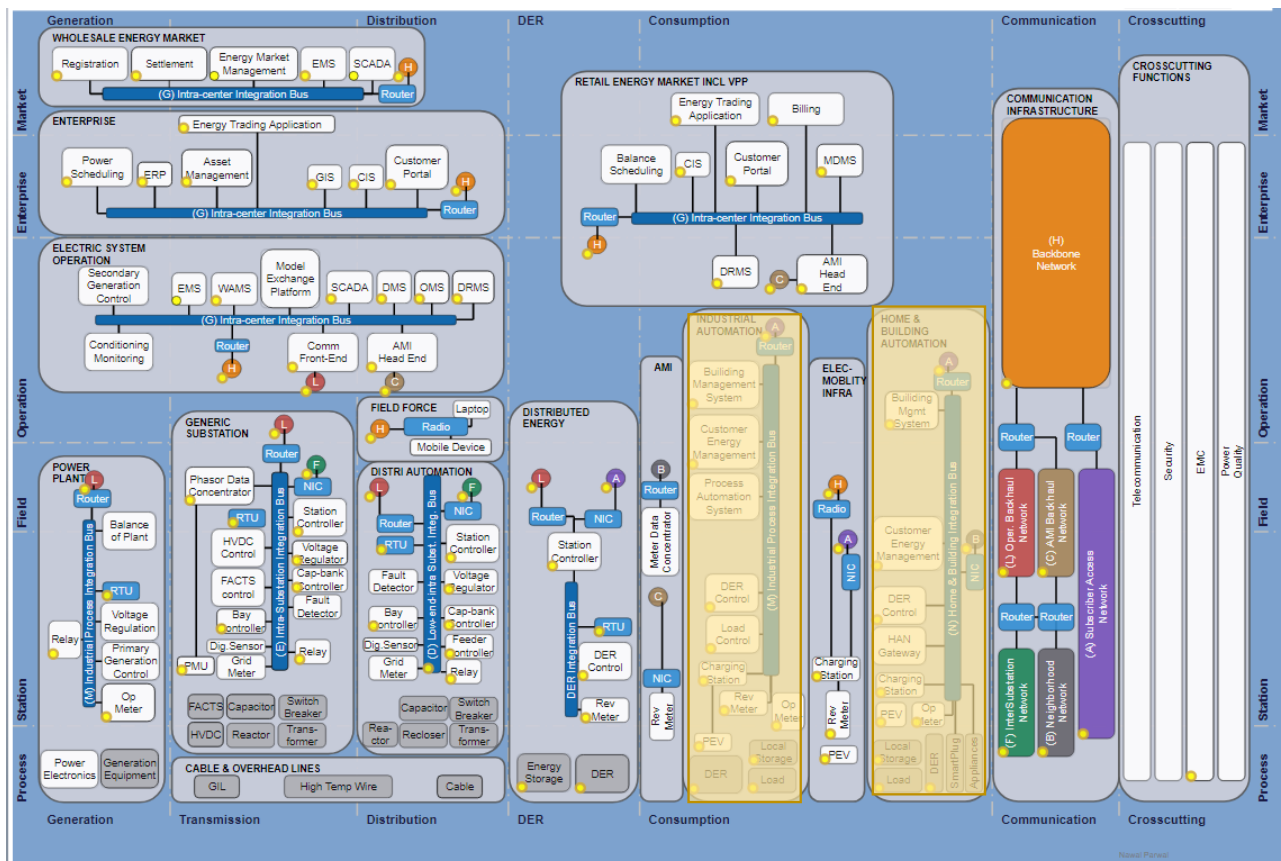 Generation
Distribution
DER
Consumption
Communication
Crosscutting
Market
Enterprise
Operation
Field
Station
Process
WHOLESALE ENERGY MARKET
Registration
Settlement
Energy Market
Management
EMS
SCADA
H
Router
(G) Intra-center Integration Bus
ENTERPRISE
Energy Trading Application
Power
Scheduling
ERP
Asset
Management
GIS
CIS
Customer
Portal
H
Router
(G) Intra-center Integration Bus
ELECTRIC SYSTEM
OPERATION
Secondary
Generation
Control
EMS
WAMS
Model
Exchange
Platform
SCADA
DMS
OMS
DRMS
(G) Intra-center Integration Bus
Conditioning
Monitoring
Router
H
Comm
Front-End
L
AMI
Head End
C
RETAIL ENERGY MARKET INCL VPP
Energy Trading
Application
Billing
Balance
Scheduling
CIS
Customer
Portal
MDMS
Router
(G) Intra-center Integration Bus
H
DRMS
C
AMI
Head
End
POWER
PLANT
L
Router
(M) Industrial Process Integration Bus
Balance
of Plant
RTU
Voltage
Regulation
Relay
Primary
Generation
Control
Op
Meter
Power
Electronics
Generation
Equipment
GENERIC
SUBSTATION
L
Router
F
NIC
Phasor Data
Concentrator
RTU
HVDC
Control
FACTS
control
Bay
Controller
Dig.Sensor
PMU
Grid
Meter
(E) Intra-Substation Integration Bus
Station
Controller
Voltage
Regulator
Cap-bank
Controller
Fault
Detector
Relay
FACTS
Capacitor
Switch
Breaker
HVDC
Reactor
Trans-
former
FIELD FORCE
Laptop
H
Radio
Mobile Device
DISTRI AUTOMATION
L
F
Router
NIC
RTU
Fault
Detector
Bay
Controller
Dig.Sensor
Grid
Meter
(D) Low-end-intra Subst. Integ. Bus
Station
Controller
Voltage
Regulator
Cap-bank
Controller
Feeder
Controller
Relay
Capacitor
Switch
Breaker
Rea-
ctor
Recloser
Trans-
former
CABLE & OVERHEAD LINES
GIL
High Temp Wire
Cable
DISTRIBUTED
ENERGY
L
A
Router
NIC
Station
Controller
DER Integration Bus
RTU
DER
Control
Rev
Meter
Energy
Storage
DER
AMI
B
Router
Meter Data
Concentrator
C
NIC
Rev
Meter
INDUSTRIAL
AUTOMATION
A
Router
Building
Management
System
Customer
Energy
Management
Process
Automation
System
(M) Industrial Process Integration Bus
DER
Control
Load
Control
Charging
Station
Rev
Meter
Op
Meter
PEV
Local
Storage
DER
Load
ELEC-
MOBLITY
INFRA
H
Radio
A
NIC
Charging
Station
Rev
Meter
PEV
HOME &
BUILDING
AUTOMATION
A
Router
Building
Mgmt
System
Customer
Energy
Management
B
NIC
(N) Home & Building Integration Bus
DER
Control
HAN
Gateway
Charging
Station
PEV
Op
Meter
Local
Storage
Load
DER
SmartPlug
Appliances
COMMUNICATION
INFRASTRUCTURE
(H)
Backbone
Network
Router
Router
(L) Oper. Backhaul
Network
(C) AMI Backhaul
Network
(A) Subscriber Access
Network
Router
Router
(F) InterSubstation
Network
(B) Neighborhood
Network
CROSSCUTTING
FUNCTIONS
Telecommunication
Security
EMC
Power
Quality
Market
Enterprise
Operation
Field
Station
Process
Generation
Transmission
Distribution
DER
Consumption
Communication
Crosscutting